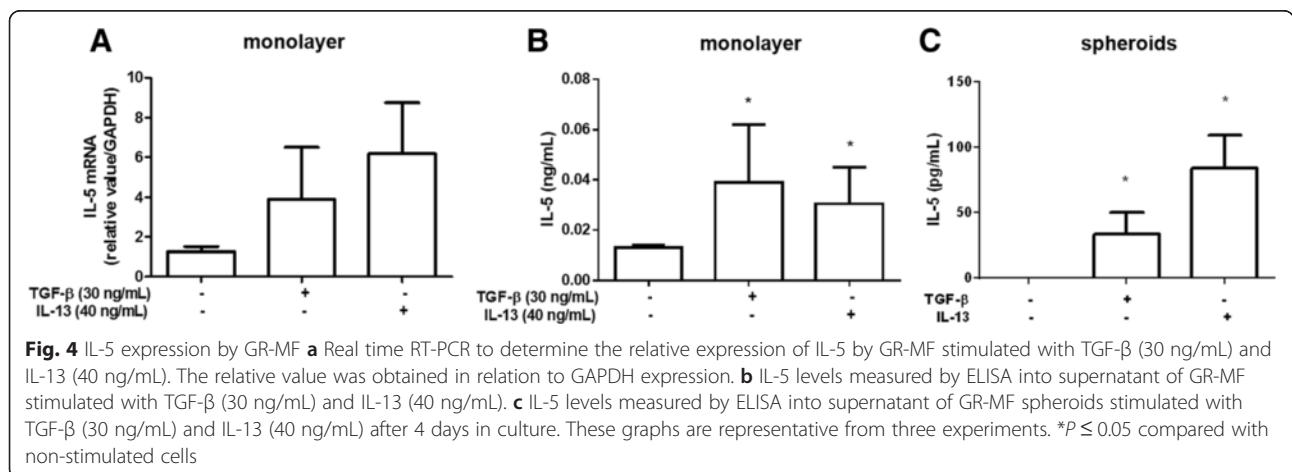 A
monolayer
IL-5 mRNA
(relative value/GAPDH)
10
8
6
4
2
0
TGF-β (30 ng/mL) - + -
IL-13 (40 ng/mL) - - +
B
monolayer
IL-5 (ng/mL)
0.08
0.06
0.04
0.02
0.00
*
*
TGF-β (30 ng/mL) - + -
IL-13 (40 ng/mL) - - +
C
spheroids
IL-5 (pg/mL)
150
100
50
0
*
*
TGF-β - + -
IL-13 - - +
Fig. 4 IL-5 expression by GR-MF a Real time RT-PCR to determine the relative expression of IL-5 by GR-MF stimulated with TGF-β (30 ng/mL) and
IL-13 (40 ng/mL). The relative value was obtained in relation to GAPDH expression. b IL-5 levels measured by ELISA into supernatant of GR-MF
stimulated with TGF-β (30 ng/mL) and IL-13 (40 ng/mL). c IL-5 levels measured by ELISA into supernatant of GR-MF spheroids stimulated with
TGF-β (30 ng/mL) and IL-13 (40 ng/mL) after 4 days in culture. These graphs are representative from three experiments. *P ≤ 0.05 compared with
non-stimulated cells